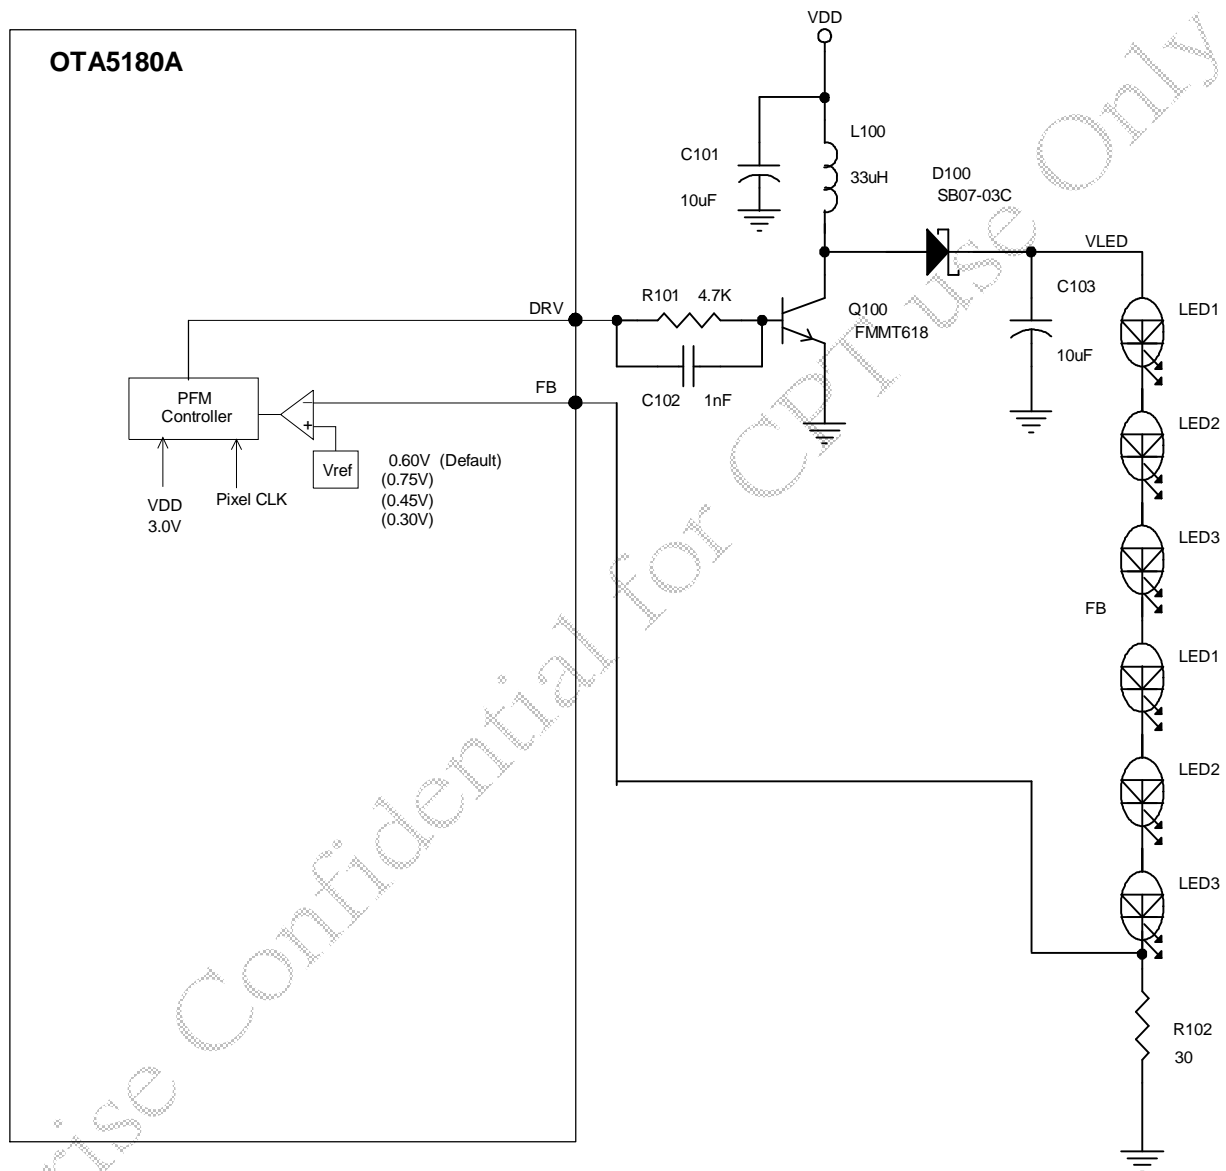 VDD
OTA5180A
L100
33uH
C101
10uF
D100
SB07-03C
VLED
C103
10uF
LED1
R101 4.7K
DRV
Q100
FMMT618
C102 1nF
FB
PFM
Controller
Vref
0.60V (Default)
(0.75V)
(0.45V)
(0.30V)
VDD
3.0V
Pixel CLK
LED2
LED3
FB
LED1
LED2
LED3
R102
30
rise Confidential for CPT use Only